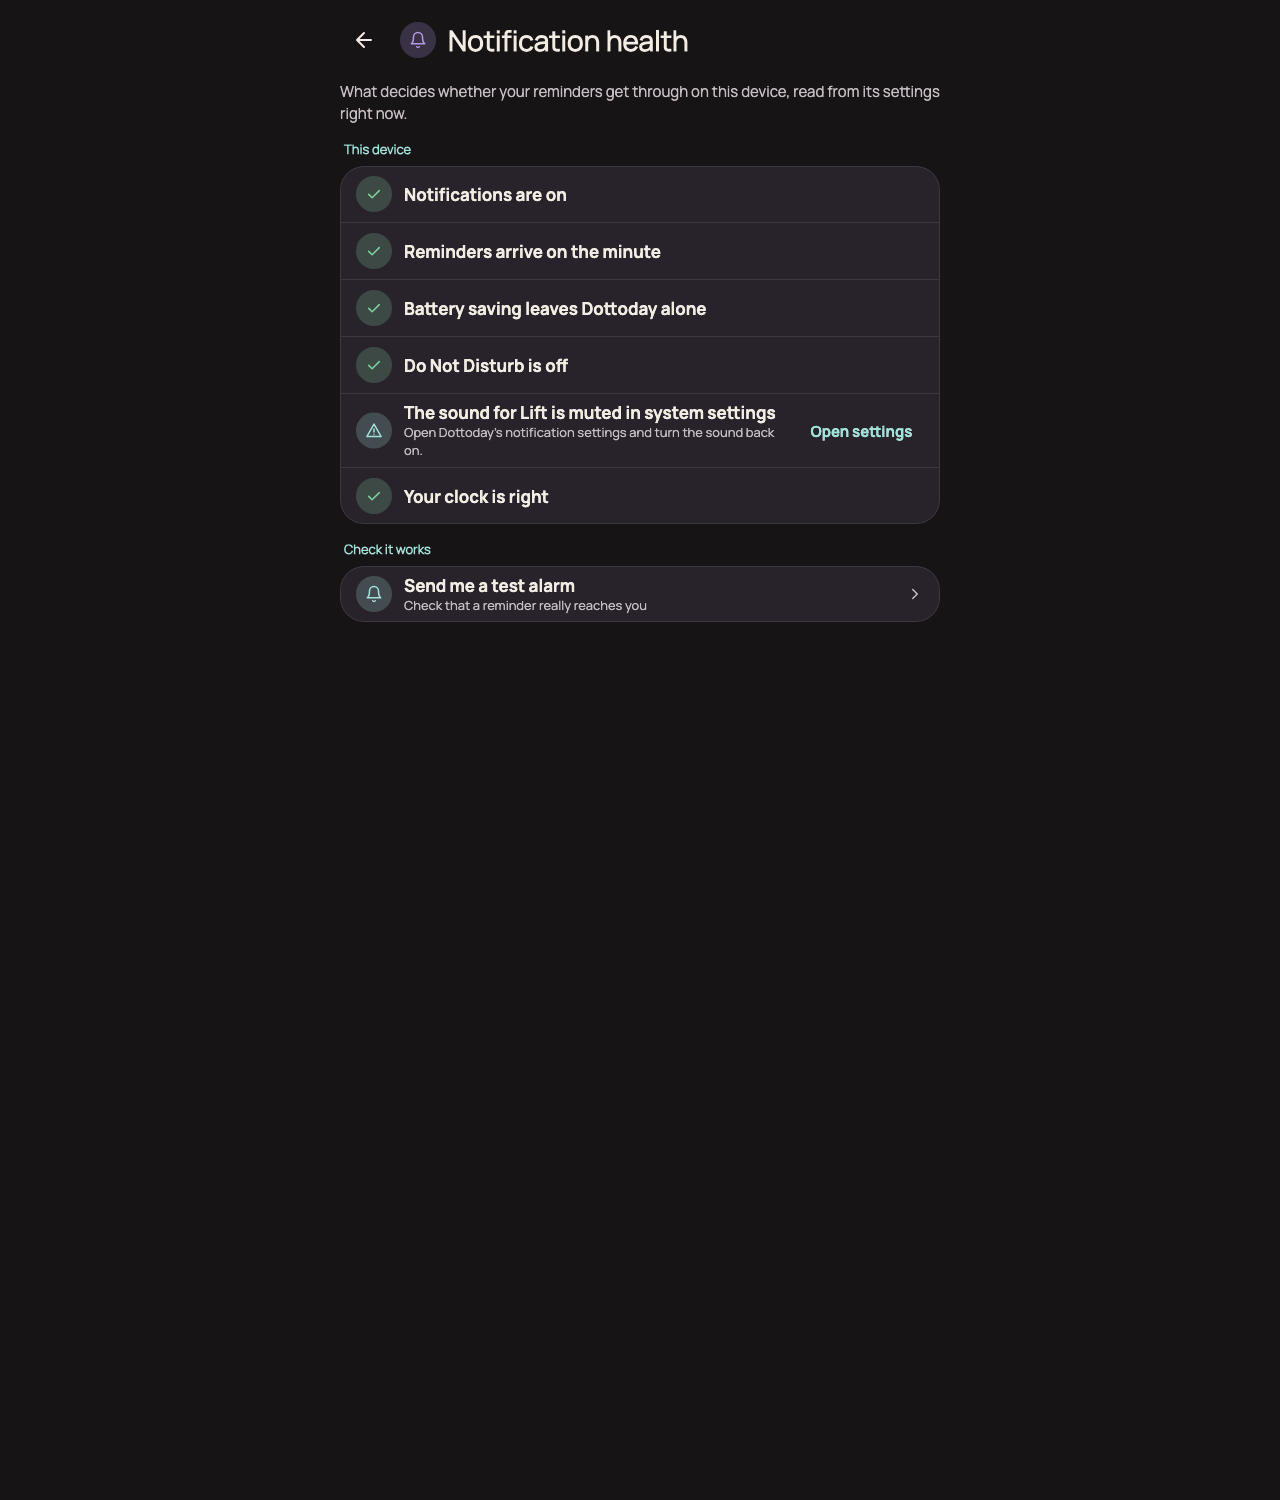 Notification health
What decides whether your reminders get through on this device, read from its settings
right now.
This device
Notifications are on
Reminders arrive on the minute
Battery saving leaves Dottoday alone
Do Not Disturb is off
The sound for Lift is muted in system settings
Open Dottoday's notification settings and turn the sound back
on.
Open settings
Your clock is right
Check it works
Send me a test alarm
Check that a reminder really reaches you